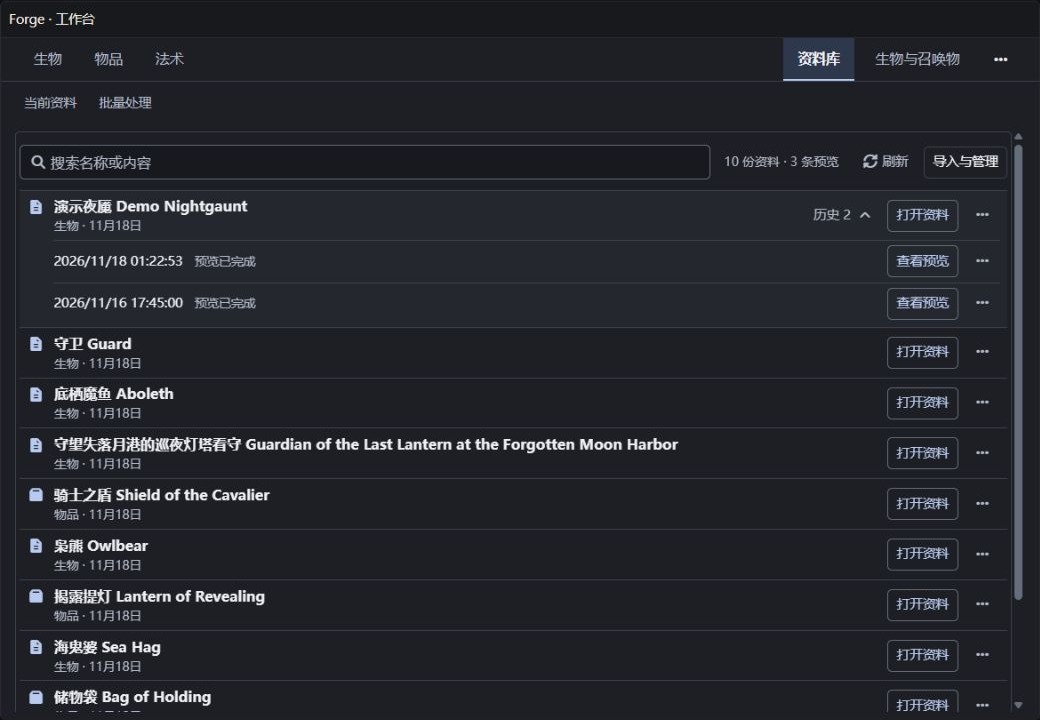 Forge · 工作台
生物 物品 法术 资料库 生物与召唤物 •••
当前资料 批量处理
搜索名称或内容 10 份资料 · 3 条预览 刷新 导入与管理
演示夜魇 Demo Nightgaunt
生物 · 11月18日
历史 2 打开资料 •••
2026/11/18 01:22:53 预览已完成 查看预览 •••
2026/11/16 17:45:00 预览已完成 查看预览 •••
守卫 Guard
生物 · 11月18日
打开资料 •••
底栖魔鱼 Aboleth
生物 · 11月18日
打开资料 •••
守望失落月港的巡夜灯塔看守 Guardian of the Last Lantern at the Forgotten Moon Harbor
生物 · 11月18日
打开资料 •••
骑士之盾 Shield of the Cavalier
物品 · 11月18日
打开资料 •••
枭熊 Owlbear
生物 · 11月18日
打开资料 •••
揭露提灯 Lantern of Revealing
物品 · 11月18日
打开资料 •••
海鬼婆 Sea Hag
生物 · 11月18日
打开资料 •••
储物袋 Bag of Holding
打开资料 •••